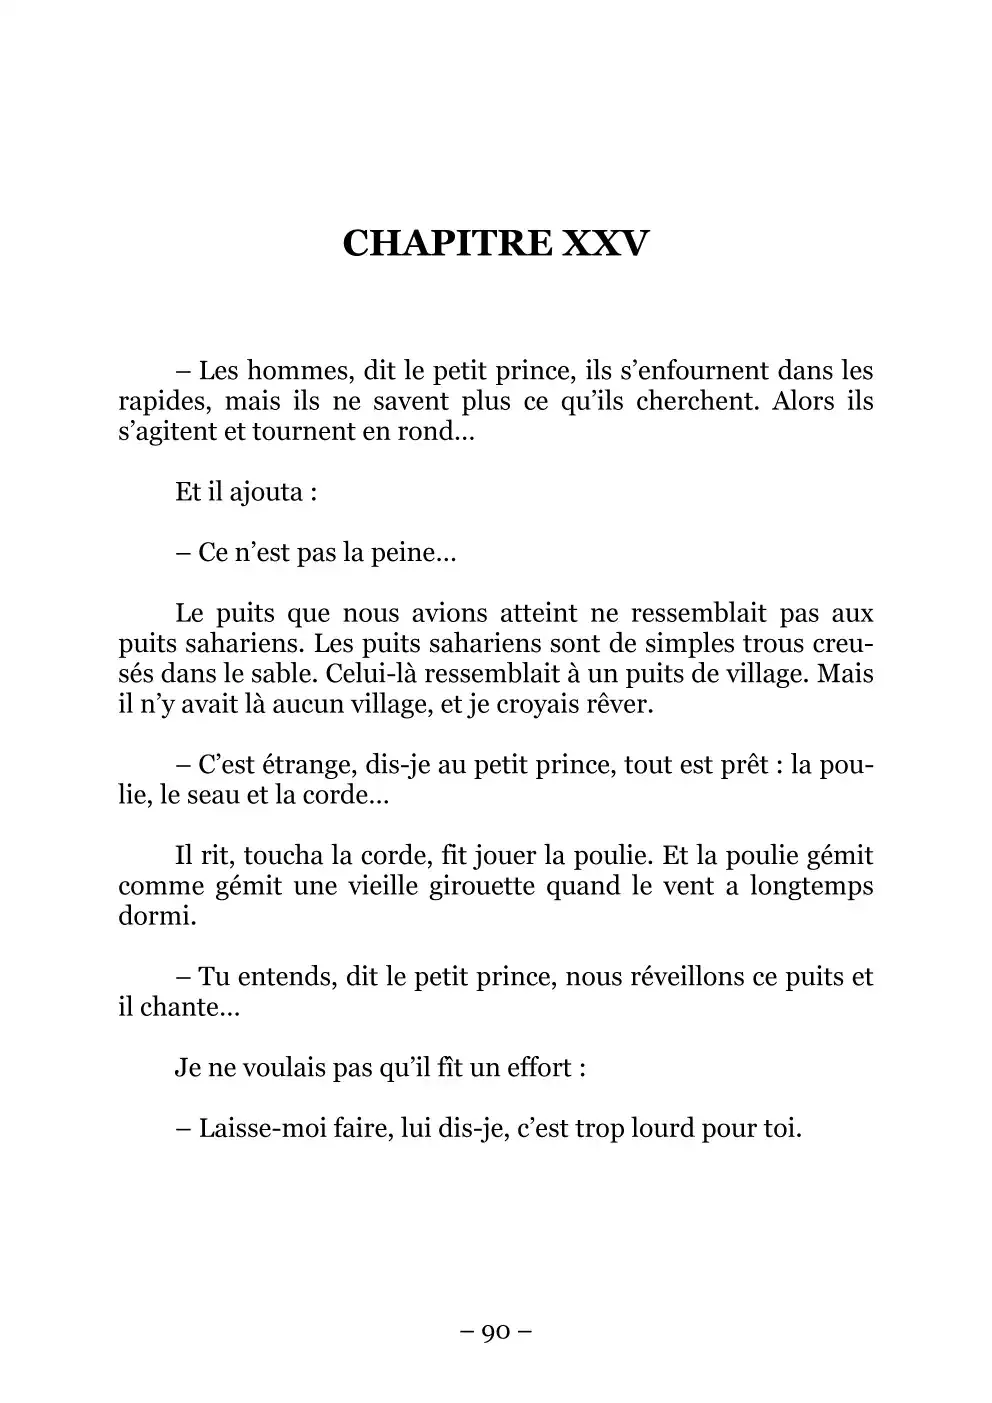 CHAPITRE XXV
– Les hommes, dit le petit prince, ils s’enfournent dans les
rapides, mais ils ne savent plus ce qu’ils cherchent. Alors ils
s’agitent et tournent en rond…
Et il ajouta :
– Ce n’est pas la peine…
Le puits que nous avions atteint ne ressemblait pas aux
puits sahariens. Les puits sahariens sont de simples trous creu-
sés dans le sable. Celui-là ressemblait à un puits de village. Mais
il n’y avait là aucun village, et je croyais rêver.
– C’est étrange, dis-je au petit prince, tout est prêt : la pou-
lie, le seau et la corde…
Il rit, toucha la corde, fit jouer la poulie. Et la poulie gémit
comme gémit une vieille girouette quand le vent a longtemps
dormi.
– Tu entends, dit le petit prince, nous réveillons ce puits et
il chante…
Je ne voulais pas qu’il fît un effort :
– Laisse-moi faire, lui dis-je, c’est trop lourd pour toi.
– 90 –